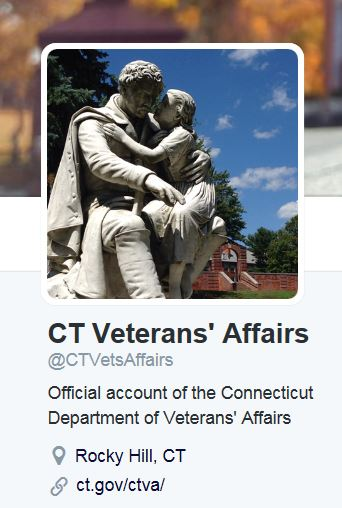 CT Veterans' Affairs
@CTVetsAffairs
Official account of the Connecticut
Department of Veterans' Affairs
Rocky Hill, CT
ct.gov/ctva/